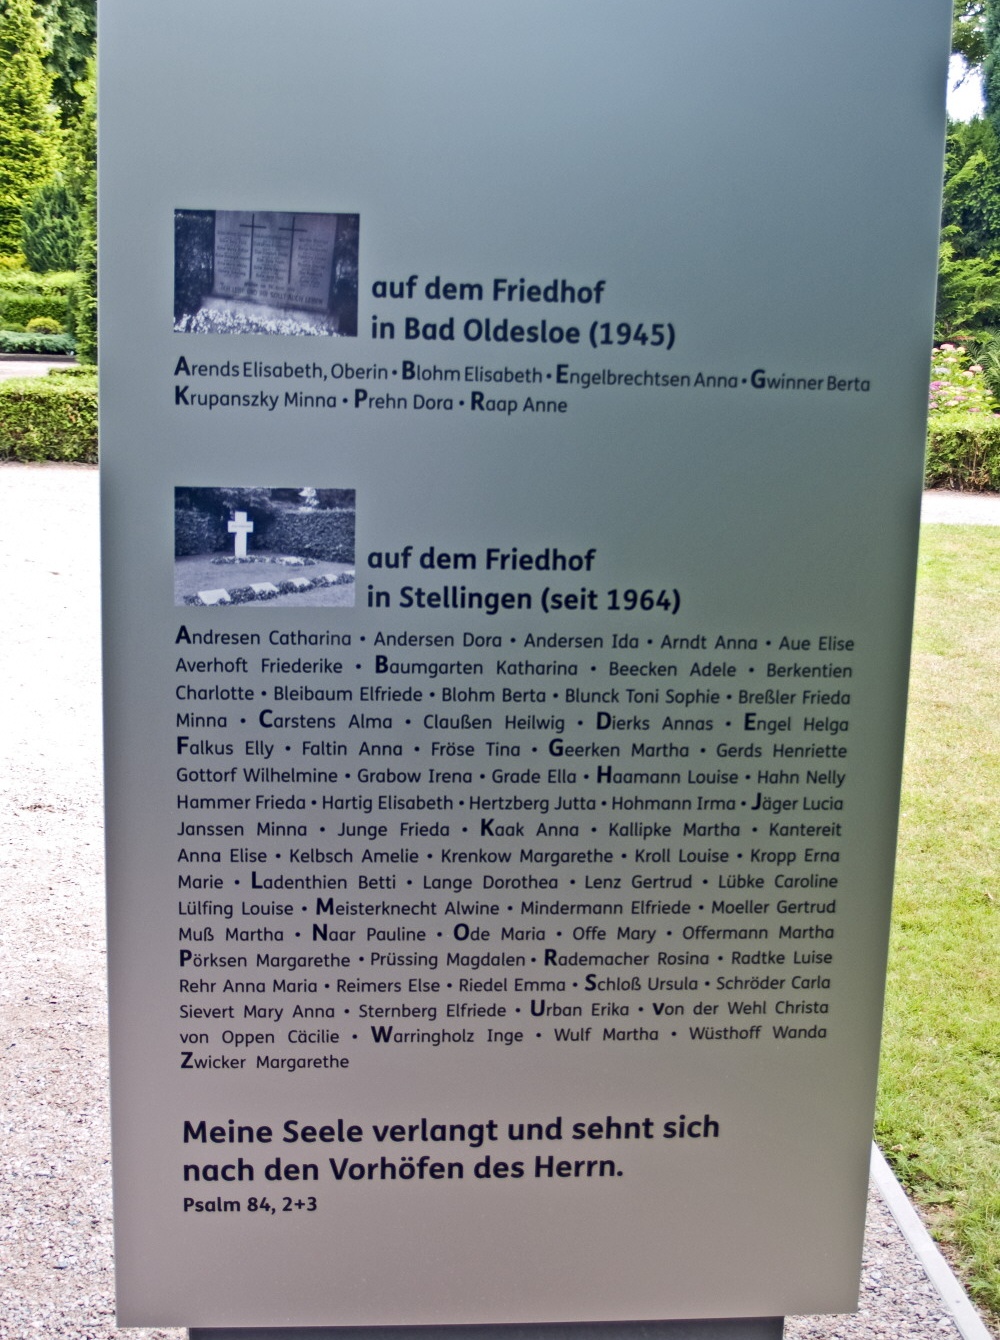 auf dem Friedhof
in Bad Oldesloe (1945)
Arends Elisabeth, Oberin • Blohm Elisabeth • Engelbrechtsen Anna • Gwinner Berta
Krupanszky Minna • Prehn Dora • Raap Anne
auf dem Friedhof
in Stellingen (seit 1964)
Andresen Catharina • Andersen Dora • Andersen Ida • Arndt Anna • Aue Elise
Averhoft Friederike • Baumgarten Katharina • Beecken Adele • Berkentien
Charlotte • Bleibaum Elfriede • Blohm Berta • Blunck Toni Sophie • Breßler Frieda
Minna • Carstens Alma • Claußen Heilwig • Dierks Annas • Engel Helga
Falkus Elly • Faltin Anna • Fröse Tina • Geerken Martha • Gerds Henriette
Gottorf Wilhelmine • Grabow Irena • Grade Ella • Haamann Louise • Hahn Nelly
Hammer Frieda • Hartig Elisabeth • Hertzberg Jutta • Hohmann Irma • Jäger Lucia
Janssen Minna • Junge Frieda • Kaak Anna • Kallipke Martha • Kantereit
Anna Elise • Kelbsch Amelie • Krenkow Margarethe • Kroll Louise • Kropp Erna
Marie • Ladenthien Betti • Lange Dorothea • Lenz Gertrud • Lübke Caroline
Lülfing Louise • Meisterknecht Alwine • Mindermann Elfriede • Moeller Gertrud
Muß Martha • Naar Pauline • Ode Maria • Offe Mary • Offermann Martha
Pörksen Margarethe • Prüssing Magdalen • Rademacher Rosina • Radtke Luise
Rehr Anna Maria • Reimers Else • Riedel Emma • Schloß Ursula • Schröder Carla
Sievert Mary Anna • Sternberg Elfriede • Urban Erika • von der Wehl Christa
von Oppen Cäcilie • Warringholz Inge • Wulf Martha • Wüsthoff Wanda
Zwicker Margarethe
Meine Seele verlangt und sehnt sich
nach den Vorhöfen des Herrn.
Psalm 84, 2+3